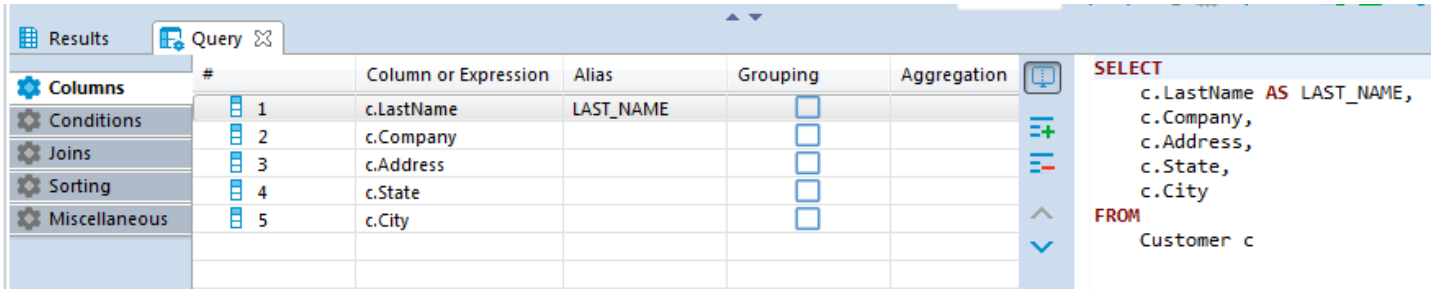 Results Query
Columns
Conditions
Joins
Sorting
Miscellaneous
# Column or Expression Alias Grouping Aggregation
1 c.LastName LAST_NAME
2 c.Company
3 c.Address
4 c.State
5 c.City
SELECT
c.LastName AS LAST_NAME,
c.Company,
c.Address,
c.State,
c.City
FROM
Customer c